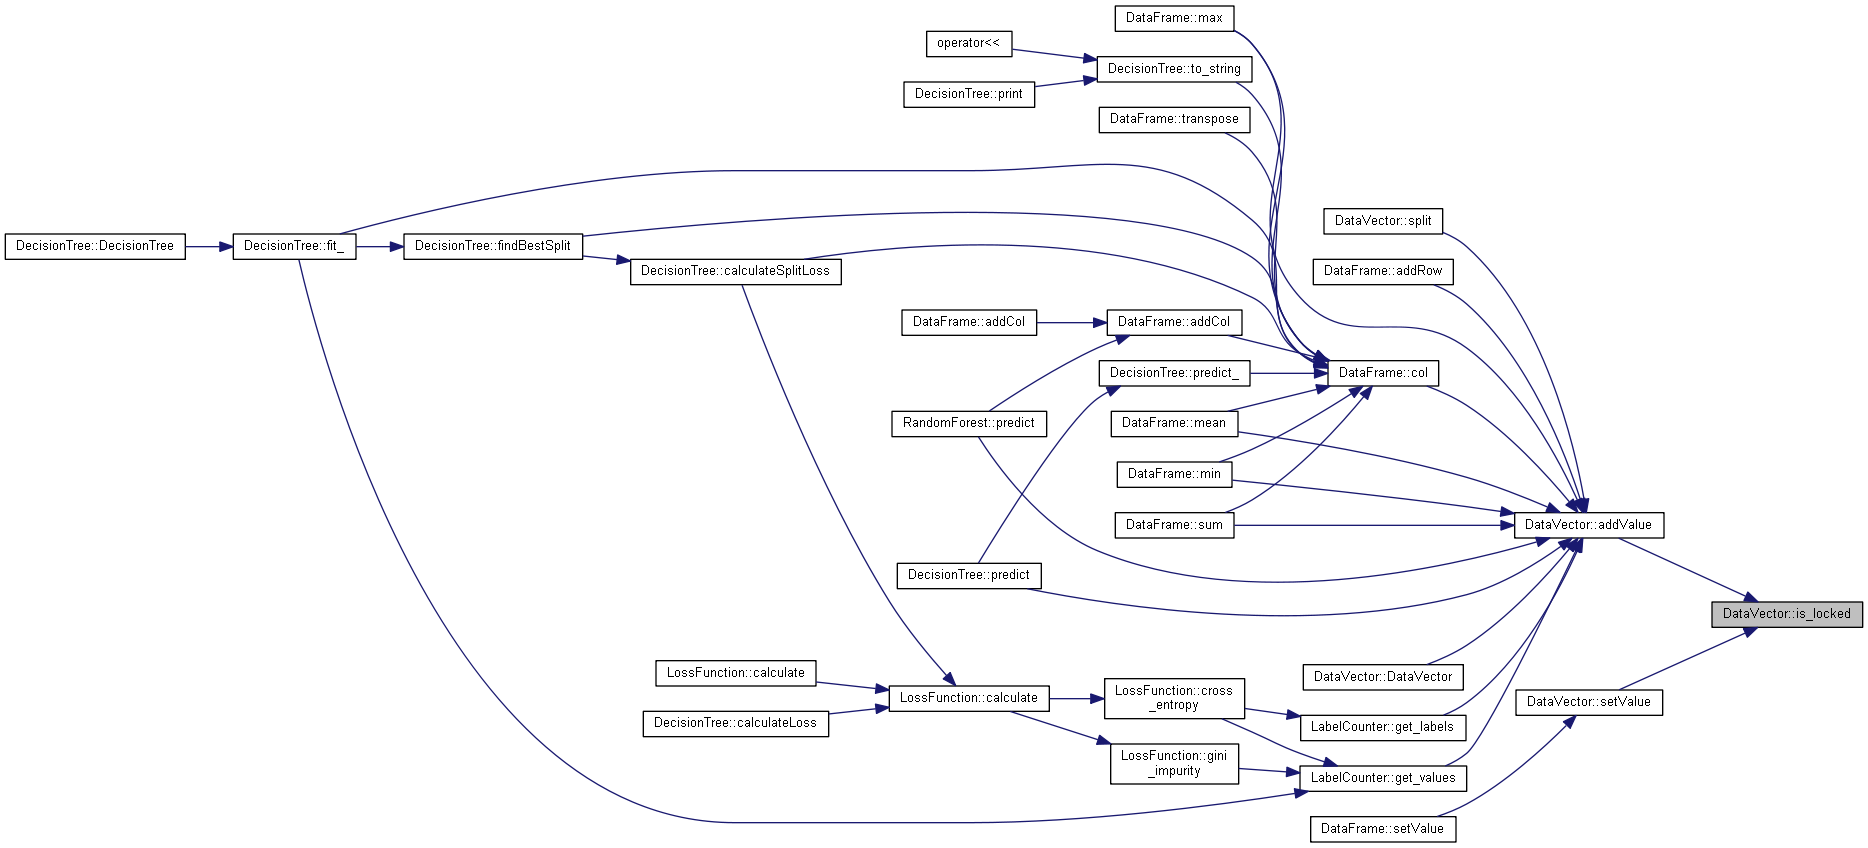 DataFrame::max
operator<<
DecisionTree::to_string
DecisionTree::print
DataFrame::transpose
DataVector::split
DecisionTree::DecisionTree
DecisionTree::fit_
DecisionTree::findBestSplit
DecisionTree::calculateSplitLoss
DataFrame::addRow
DataFrame::addCol
DataFrame::addCol
DecisionTree::predict_
DataFrame::col
RandomForest::predict
DataFrame::mean
DataFrame::min
DataFrame::sum
DataVector::addValue
DecisionTree::predict
DataVector::is_locked
LossFunction::calculate
DataVector::DataVector
LossFunction::calculate
LossFunction::cross
_entropy
DataVector::setValue
DecisionTree::calculateLoss
LabelCounter::get_labels
LossFunction::gini
_impurity
LabelCounter::get_values
DataFrame::setValue